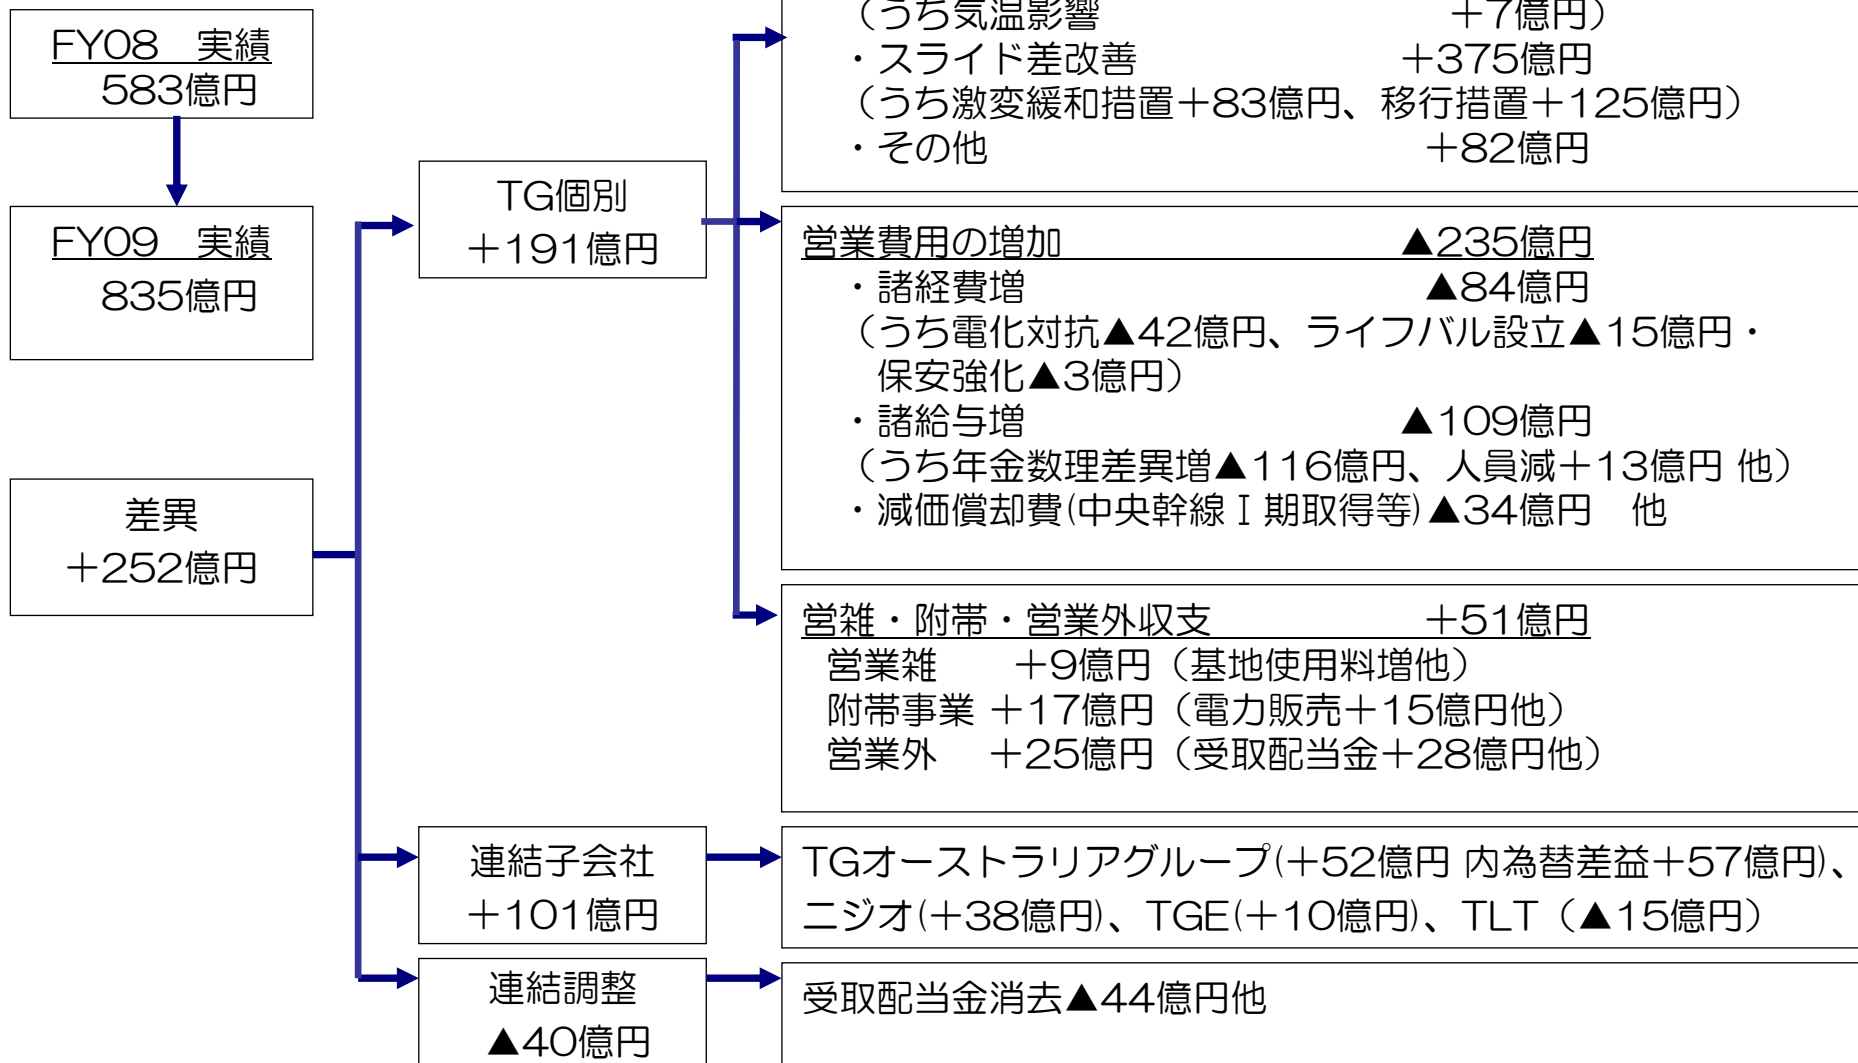 FY08 実績
583億円
FY09 実績
835億円
差異
+252億円
TG個別
+191億円
(うち気温影響 +7億円)
・スライド差改善 +375億円
(うち激変緩和措置+83億円、移行措置+125億円)
・その他 +82億円
営業費用の増加 ▲235億円
・諸経費増 ▲84億円
(うち電化対抗▲42億円、ライフバル設立▲15億円・
保安強化▲3億円)
・諸給与増 ▲109億円
(うち年金数理差異増▲116億円、人員減+13億円 他)
・減価償却費(中央幹線Ⅰ期取得等)▲34億円 他
営雑・附帯・営業外収支 +51億円
営業雑 +9億円(基地使用料増他)
附帯事業 +17億円(電力販売+15億円他)
営業外 +25億円(受取配当金+28億円他)
連結子会社
+101億円
TGオーストラリアグループ(+52億円 内為替差益+57億円)、
ニジオ(+38億円)、TGE(+10億円)、TLT(▲15億円)
連結調整
▲40億円
受取配当金消去▲44億円他